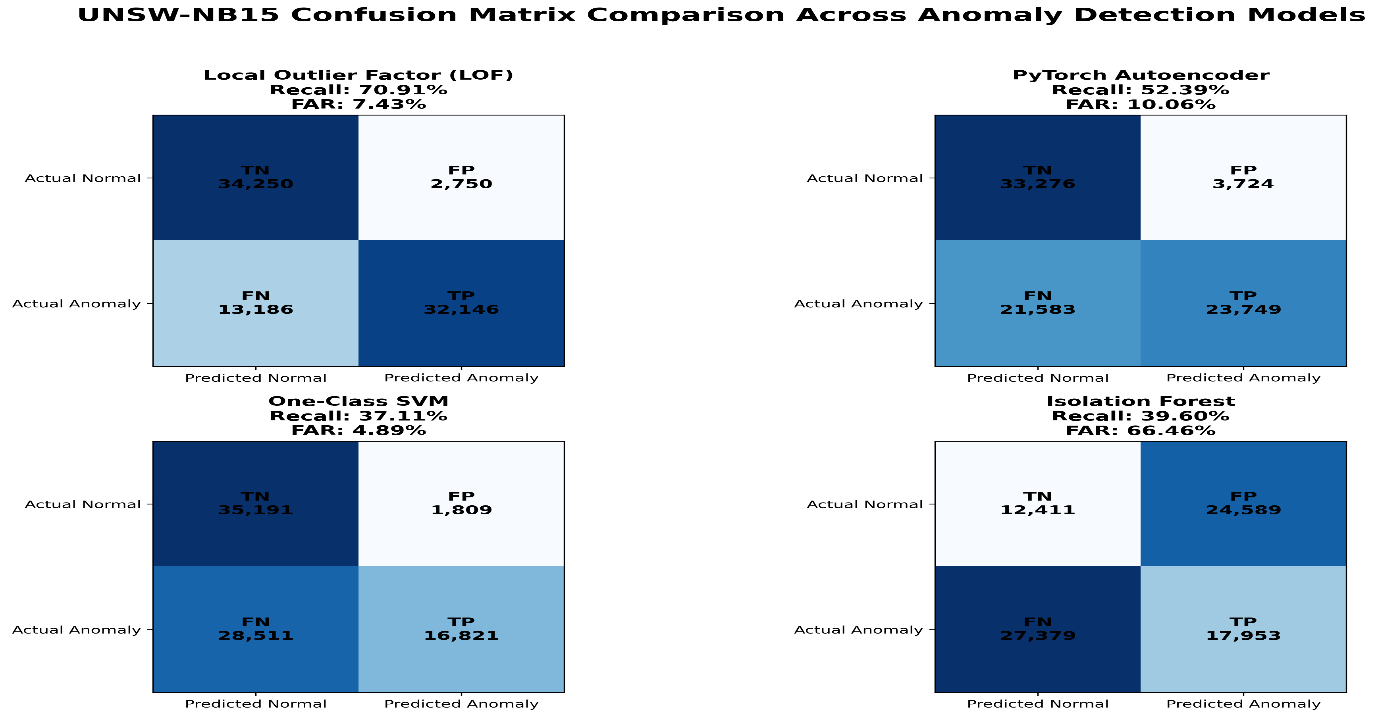 UNSW-NB15 Confusion Matrix Comparison Across Anomaly Detection Models
Local Outlier Factor (LOF)
Recall: 70.91%
FAR: 7.43%
Actual Normal
TN
34,250
FP
2,750
Actual Anomaly
FN
13,186
TP
32,146
Predicted Normal
Predicted Anomaly
PyTorch Autoencoder
Recall: 52.39%
FAR: 10.06%
Actual Normal
TN
33,276
FP
3,724
Actual Anomaly
FN
21,583
TP
23,749
Predicted Normal
Predicted Anomaly
One-Class SVM
Recall: 37.11%
FAR: 4.89%
Actual Normal
TN
35,191
FP
1,809
Actual Anomaly
FN
28,511
TP
16,821
Predicted Normal
Predicted Anomaly
Isolation Forest
Recall: 39.60%
FAR: 66.46%
Actual Normal
TN
12,411
FP
24,589
Actual Anomaly
FN
27,379
TP
17,953
Predicted Normal
Predicted Anomaly